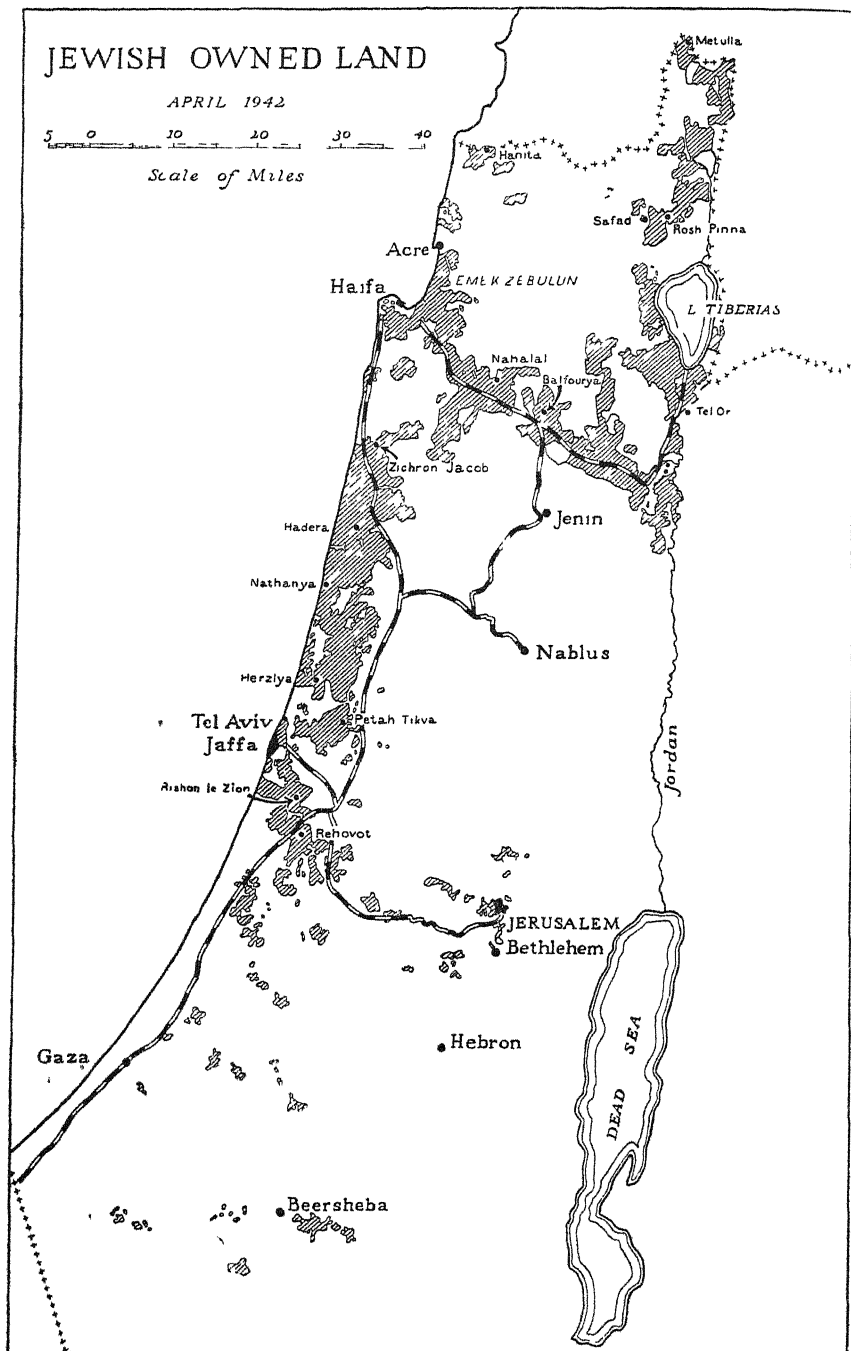 JEWISH OWNED LAND
APRIL 1942
5 0 10 20 30 40
Scale of Miles
Metulla
Hanita
Safad
Rosh Pinna
Acre
EMEK ZEBULUN
Haifa
L TIBERIAS
Nahalal
Balfourya
Tel Or
Zichron Jacob
Hadera
Jenin
Nathanya
Nablus
Herzlya
Tel Aviv
Petah Tikva
Jaffa
Jordan
Rishon le Zion
Rehovot
JERUSALEM
Bethlehem
Hebron
Gaza
DEAD SEA
Beersheba